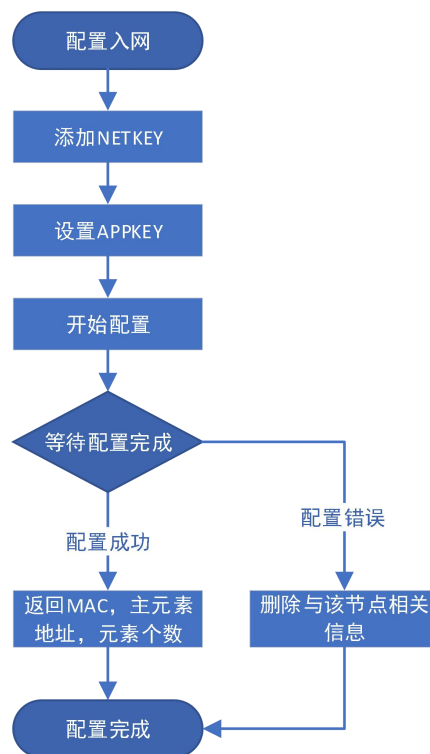 配置入网
添加NETKEY
设置APPKEY
开始配置
等待配置完成
配置成功
配置错误
返回MAC，主元素
地址，元素个数
删除与该节点相关
信息
配置完成